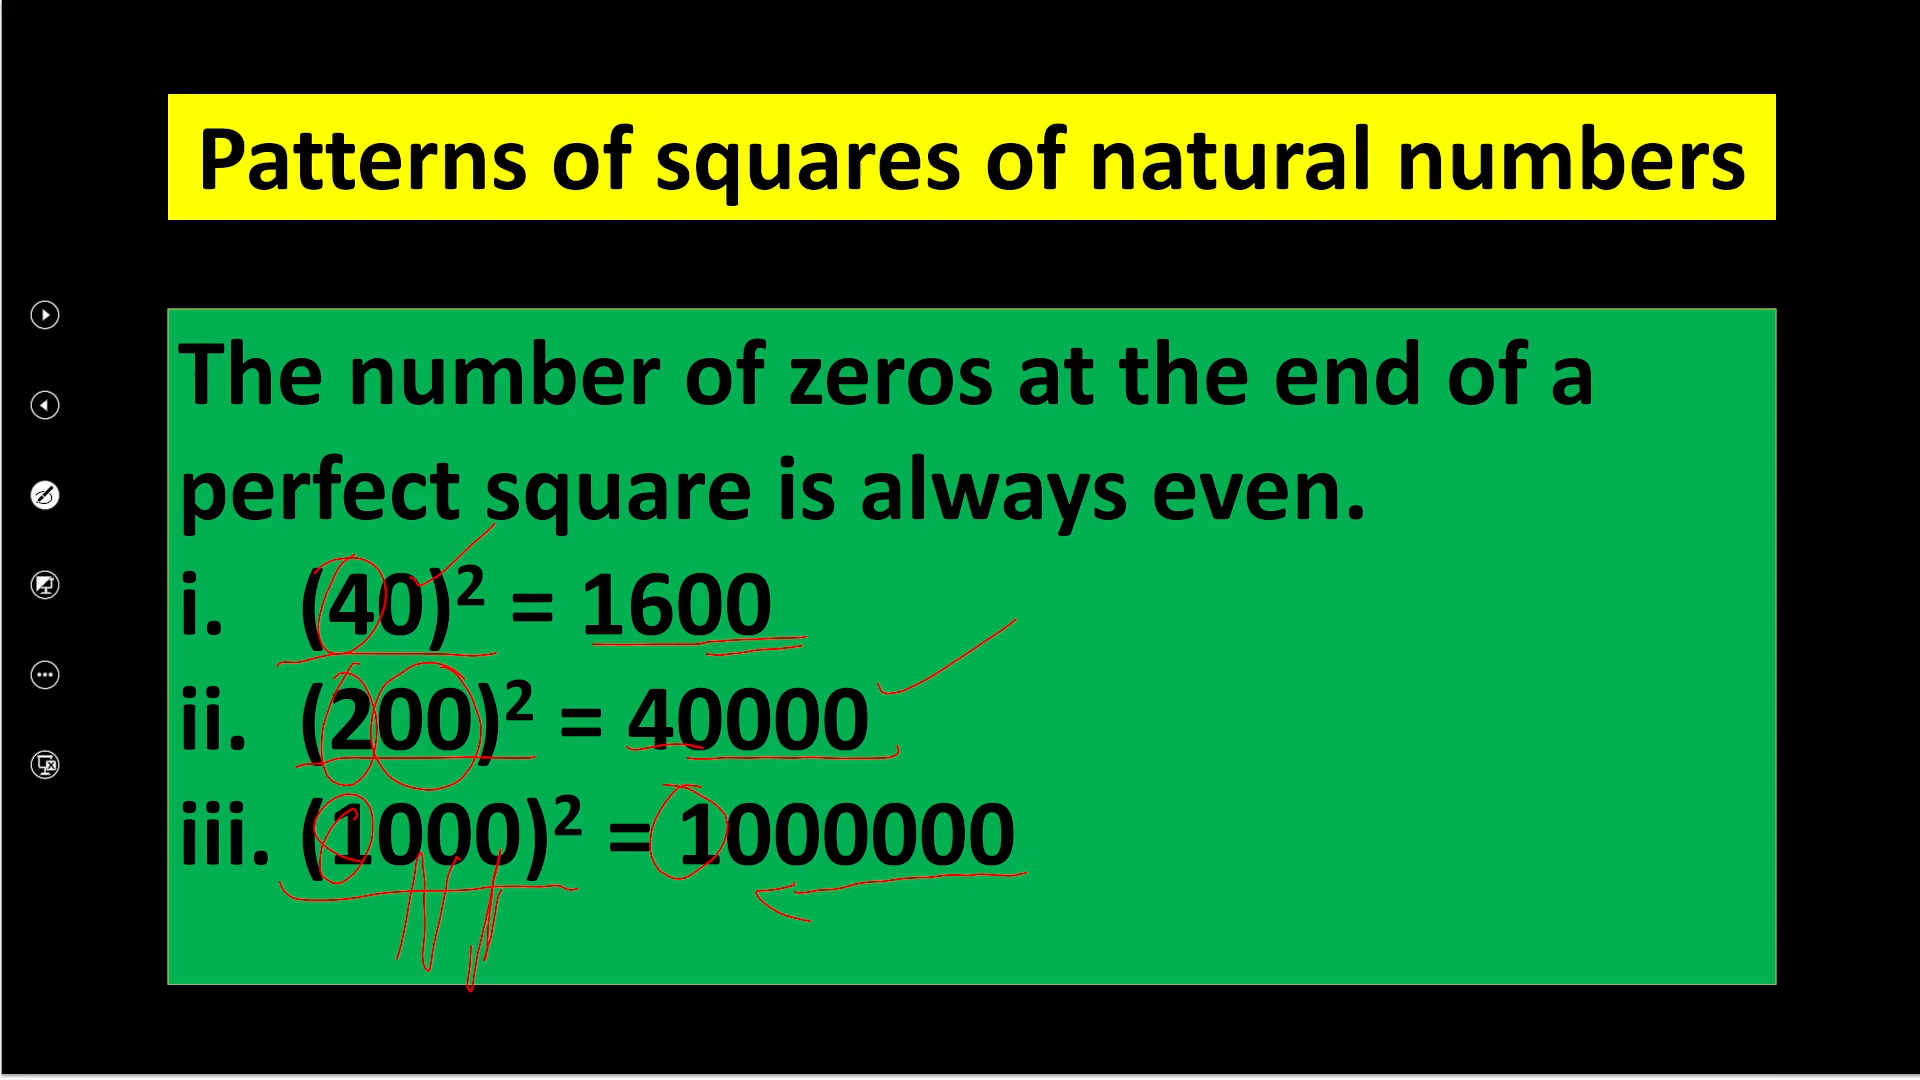 Patterns of squares of natural numbers
The number of zeros at the end of a
perfect square is always even.
i. (40)² = 1600
ii. (200)² = 40000
iii. (1000)² = 1000000